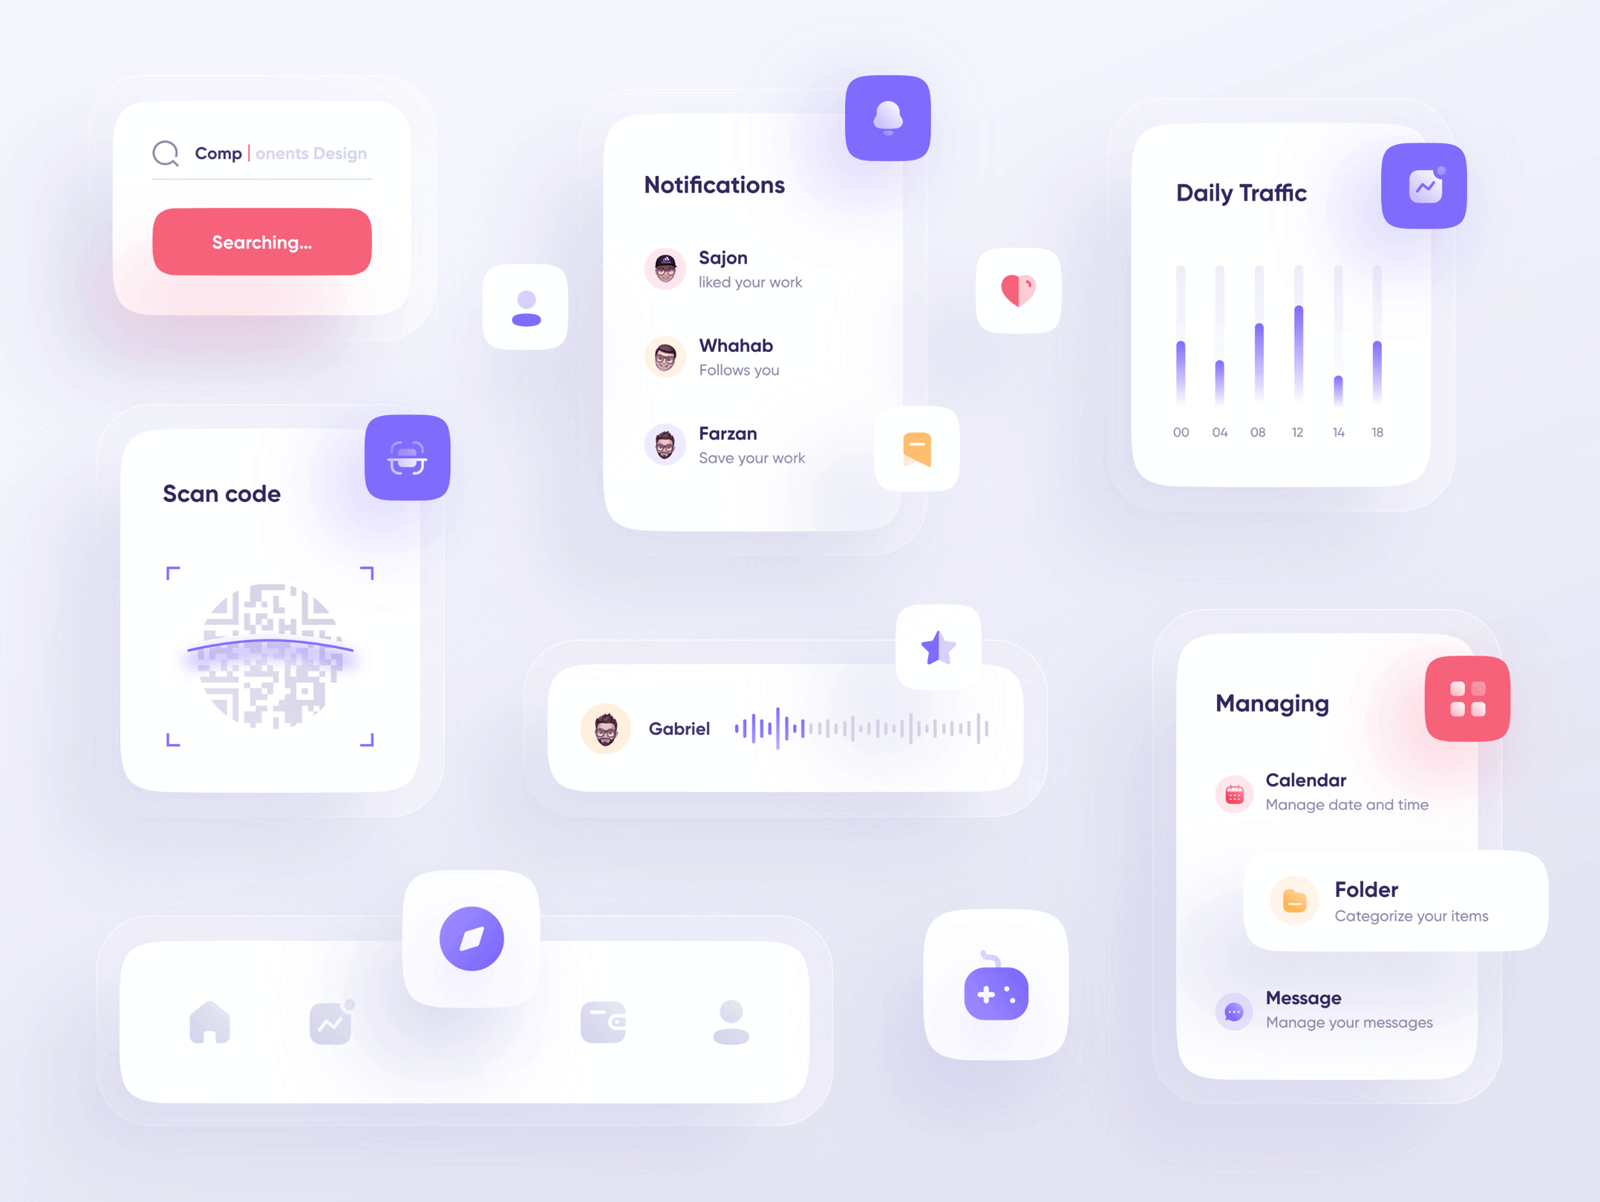 Comp onents Design
Searching...
Notifications
Sajon
liked your work
Whahab
Follows you
Farzan
Save your work
Daily Traffic
00 04 08 12 14 18
Scan code
Gabriel
Managing
Calendar
Manage date and time
Folder
Categorize your items
Message
Manage your messages